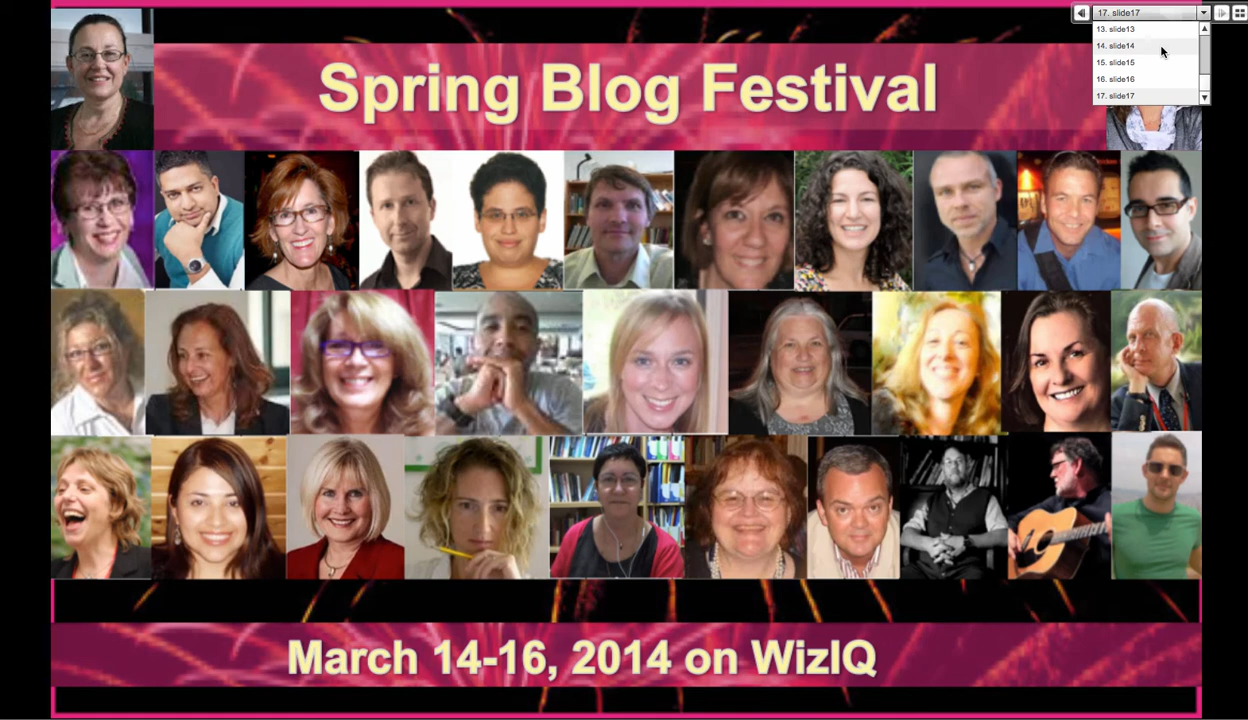 17. slide17
13. slide13
14. slide14
15. slide15
16. slide16
17. slide17
Spring Blog Festival
March 14-16, 2014 on WizIQ